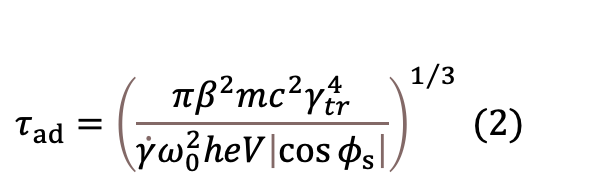 τ_ad = (πβ²mc²γ_tr⁴ / γ̇ω₀²heV|cos ϕ_s|)^{1/3} (2)